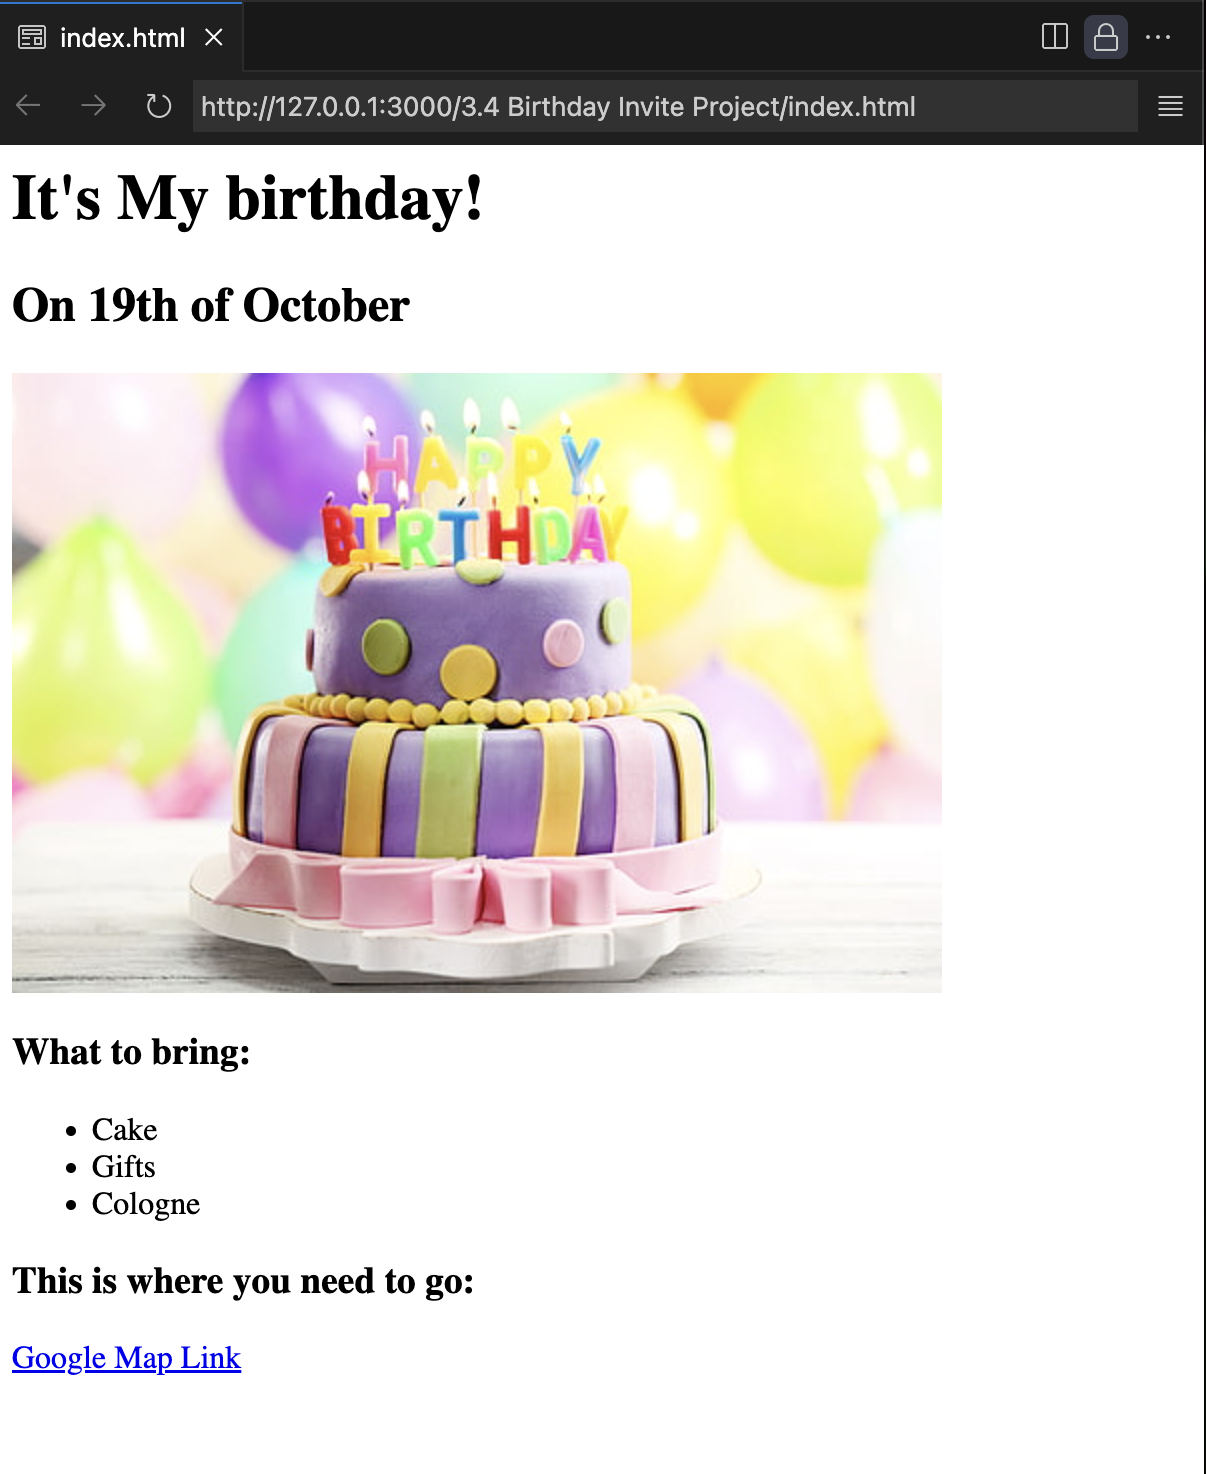 index.html
http://127.0.0.1:3000/3.4 Birthday Invite Project/index.html
It's My birthday!
On 19th of October
HAPPY
BIRTHDAY
What to bring:
Cake
Gifts
Cologne
This is where you need to go:
Google Map Link